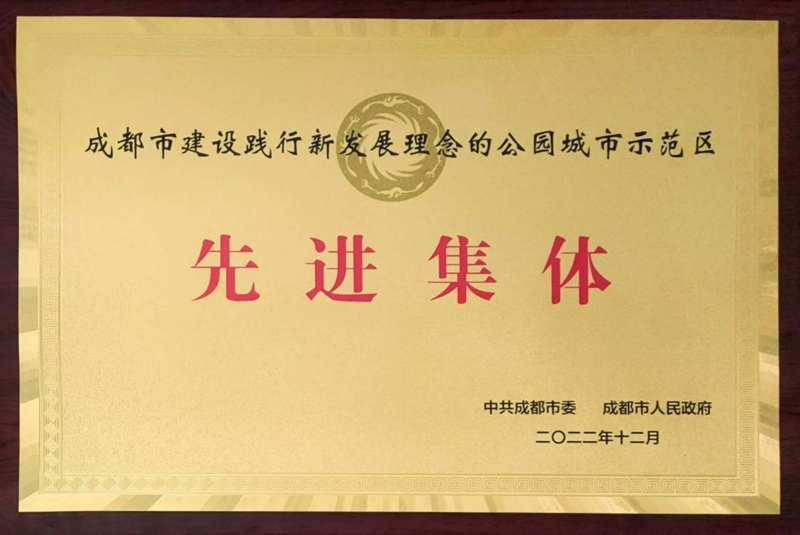 成都市建设践行新发展理念的公园城市示范区
先进集体
中共成都市委 成都市人民政府
二〇二二年十二月